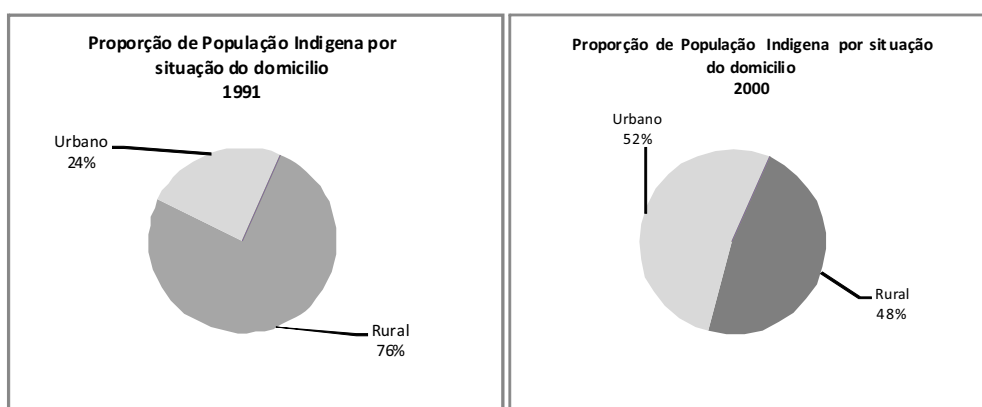 Proporção de População Indigena por
situação do domicilio
1991
Urbano
24%
Rural
76%
Proporção de População Indigena por situação
do domicilio
2000
Urbano
52%
Rural
48%